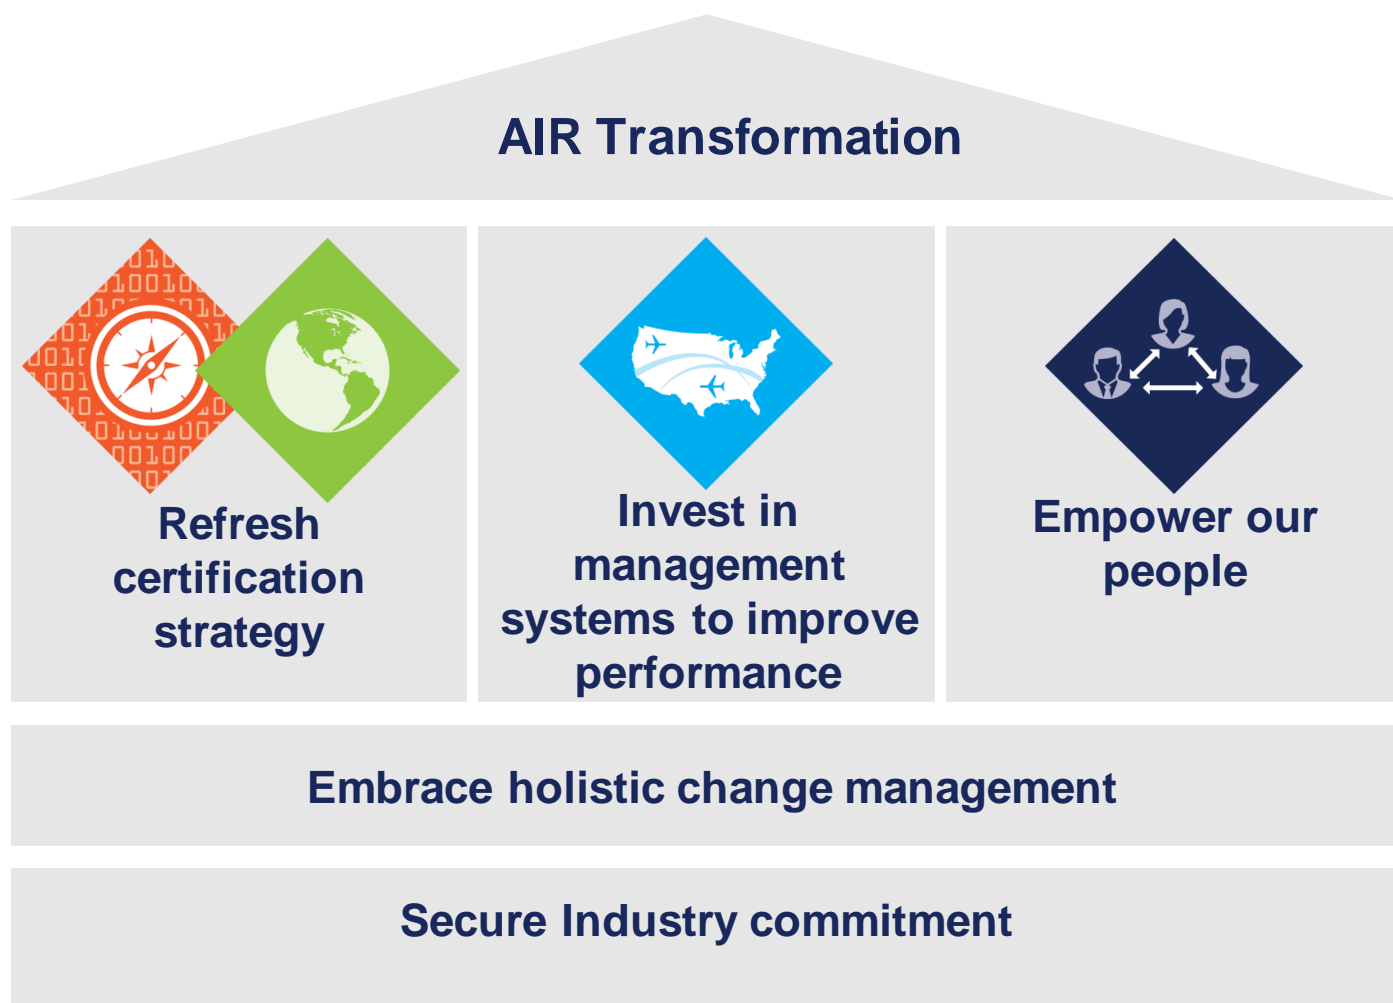 AIR Transformation
Refresh
certification
strategy
Invest in
management
systems to improve
performance
Empower our
people
Embrace holistic change management
Secure Industry commitment